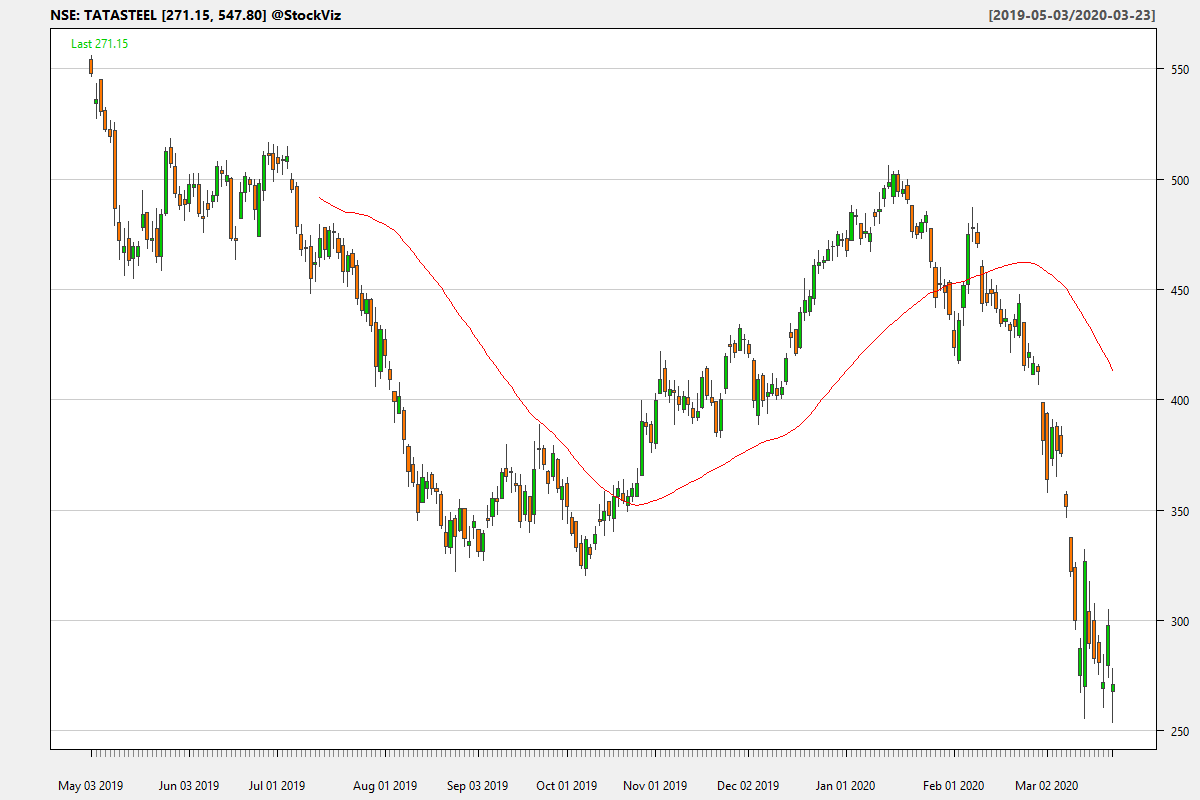 NSE: TATASTEEL [271.15, 547.80] @StockViz [2019-05-03/2020-03-23]
Last 271.15
550
500
450
400
350
300
250
May 03 2019 Jun 03 2019 Jul 01 2019 Aug 01 2019 Sep 03 2019 Oct 01 2019 Nov 01 2019 Dec 02 2019 Jan 01 2020 Feb 01 2020 Mar 02 2020